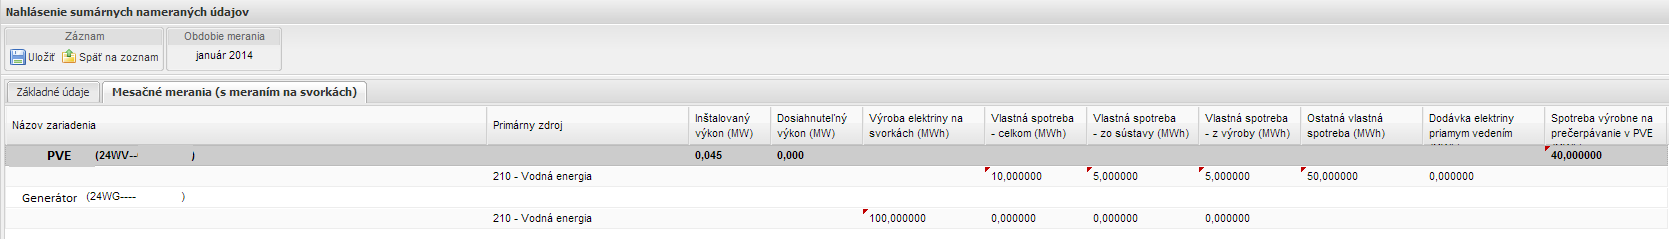 Nahlásenie sumárnych nameraných údajov
Záznam
Obdobie merania
Uložiť Späť na zoznam
január 2014
Základné údaje
Mesačné merania (s meraním na svorkách)
Názov zariadenia
Primárny zdroj
Inštalovaný výkon (MW)
Dosiahnuteľný výkon (MW)
Výroba elektriny na svorkách (MWh)
Vlastná spotreba - celkom (MWh)
Vlastná spotreba - zo sústavy (MWh)
Vlastná spotreba - z výroby (MWh)
Ostatná vlastná spotreba (MWh)
Dodávka elektriny priamym vedením
Spotreba výrobne na prečerpávanie v PVE
PVE (24WV-- ) 0,045 0,000 40,000000
210 - Vodná energia 10,000000 5,000000 5,000000 50,000000 0,000000
Generátor (24WG---- )
210 - Vodná energia 100,000000 0,000000 0,000000 0,000000